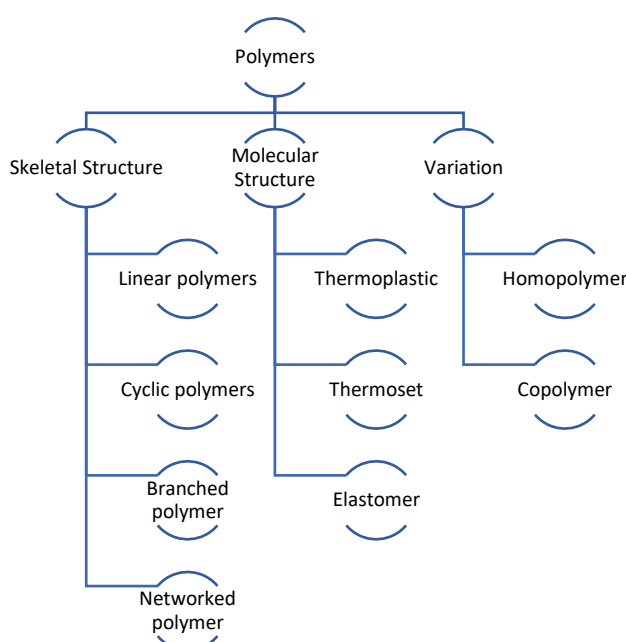 Polymers
Skeletal Structure
Molecular
Structure
Variation
Linear polymers
Thermoplastic
Homopolymer
Cyclic polymers
Thermoset
Copolymer
Branched
polymer
Elastomer
Networked
polymer